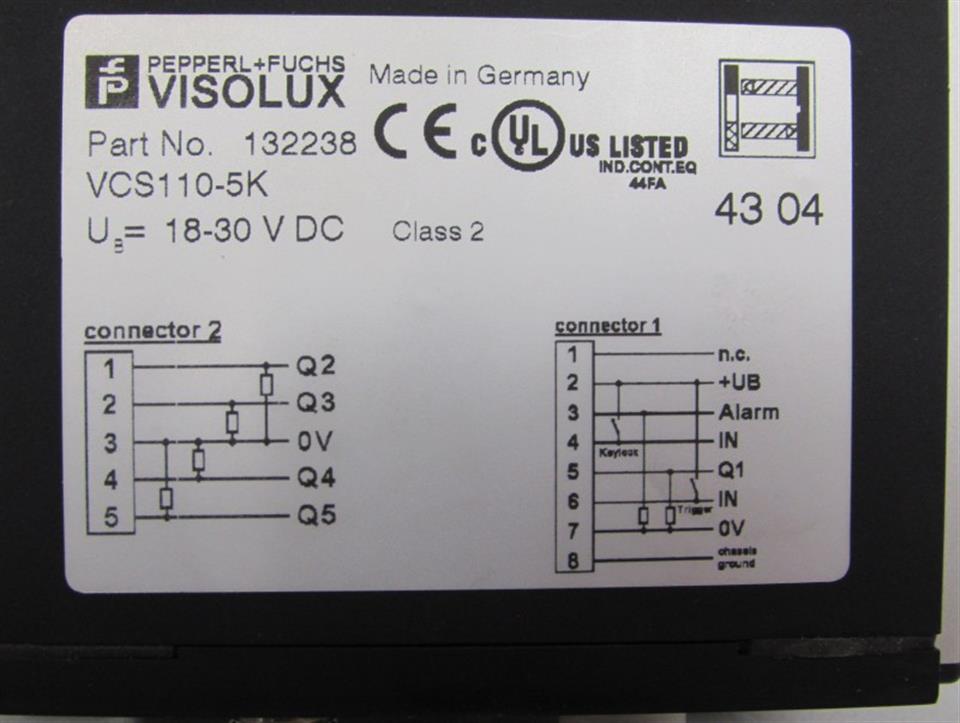 PEPPERL+FUCHS
VISOLUX
Made in Germany
Part No. 132238
CE
c UL US LISTED
IND.CONT.EQ
44FA
VCS110-5K
43 04
UB= 18-30 V DC Class 2
connector 2
1 Q2
2 Q3
3 0V
4 Q4
5 Q5
connector 1
1 n.c.
2 +UB
3 Alarm
4 IN
Keylock
5 Q1
6 IN
Trigger
7 0V
8 chassis
ground